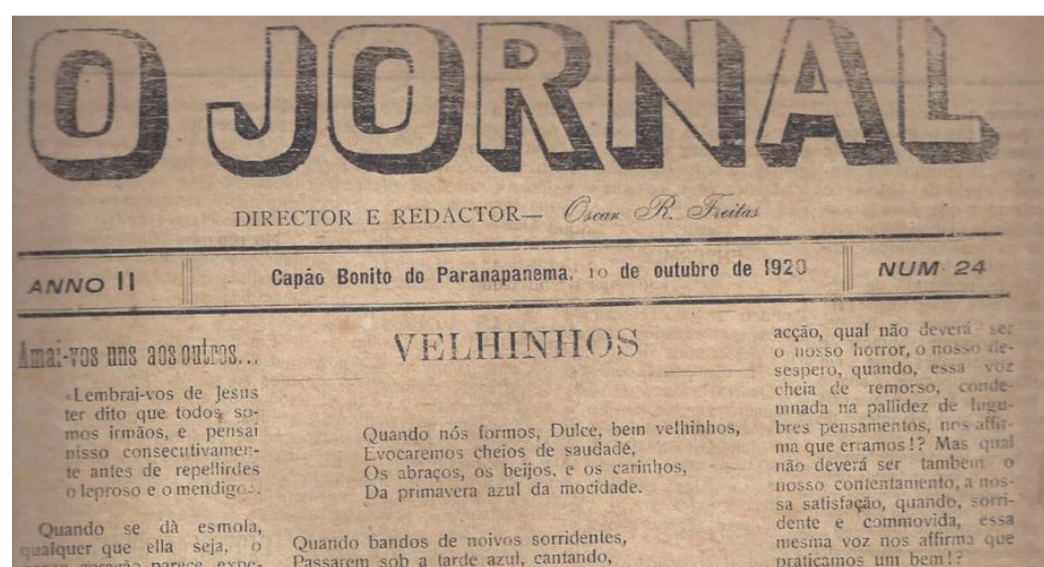 O JORNAL
DIRECTOR E REDACTOR— Oscar R. Freitas
ANNO II
Capão Bonito do Paranapanema, 10 de outubro de 1920
NUM. 24
Amai-vos uns aos outros...
«Lembrai-vos de Jesus
ter dito que todos so-
mos irmãos, e pensai
nisso consecutivamen-
te antes de repellirdes
o leproso e o mendigo».
Quando se dà esmola,
qualquer que ella seja, o
nosso coração parece expe-
VELHINHOS
Quando nós formos, Dulce, bem velhinhos,
Evocaremos cheios de saudade,
Os abraços, os beijos, e os carinhos,
Da primavera azul da mocidade.
Quando bandos de noivos sorridentes,
Passarem sob a tarde azul, cantando,
acção, qual não deverá ser
o nosso horror, o nosso de-
sespero, quando, essa voz
cheia de remorso, conde-
mnada na pallidez de lugu-
bres pensamentos, nos affir-
ma que erramos!? Mas qual
não deverá ser tambem o
nosso contentamento, a nos-
sa satisfação, quando, sorri-
dente e commovida, essa
mesma voz nos affirma que
praticamos um bem!?